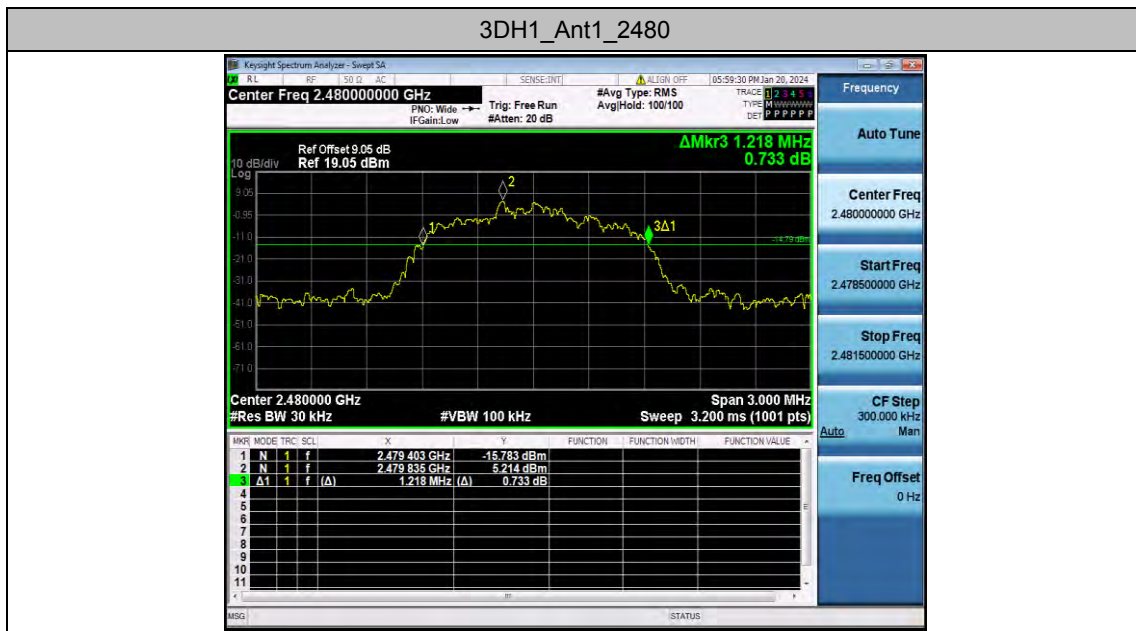 3DH1_Ant1_2480
Keysight Spectrum Analyzer - Swept SA
RL RF 50 Ω AC SENSE:INT ALIGN OFF 05:59:30 PM Jan 20, 2024
Center Freq 2.480000000 GHz
PNO: Wide
IFGain:Low
Trig: Free Run
#Atten: 20 dB
#Avg Type: RMS
Avg|Hold: 100/100
TRACE 1 2 3 4 5 6
TYPE M W W W W W
DET P P P P P P
Ref Offset 9.05 dB
10 dB/div Ref 19.05 dBm
ΔMkr3 1.218 MHz
0.733 dB
Log
9.05
-0.95
-11.0
-21.0
-31.0
-41.0
-51.0
-61.0
-71.0
1
2
3Δ1
-14.79 dBm
Center 2.480000 GHz Span 3.000 MHz
#Res BW 30 kHz #VBW 100 kHz Sweep 3.200 ms (1001 pts)
MKR MODE TRC SCL X Y FUNCTION FUNCTION WIDTH FUNCTION VALUE
1 N 1 f 2.479 403 GHz -15.783 dBm
2 N 1 f 2.479 835 GHz 5.214 dBm
3 Δ1 1 f (Δ) 1.218 MHz (Δ) 0.733 dB
4
5
6
7
8
9
10
11
MSG STATUS
Frequency
Auto Tune
Center Freq
2.480000000 GHz
Start Freq
2.478500000 GHz
Stop Freq
2.481500000 GHz
CF Step
300.000 kHz
Auto Man
Freq Offset
0 Hz